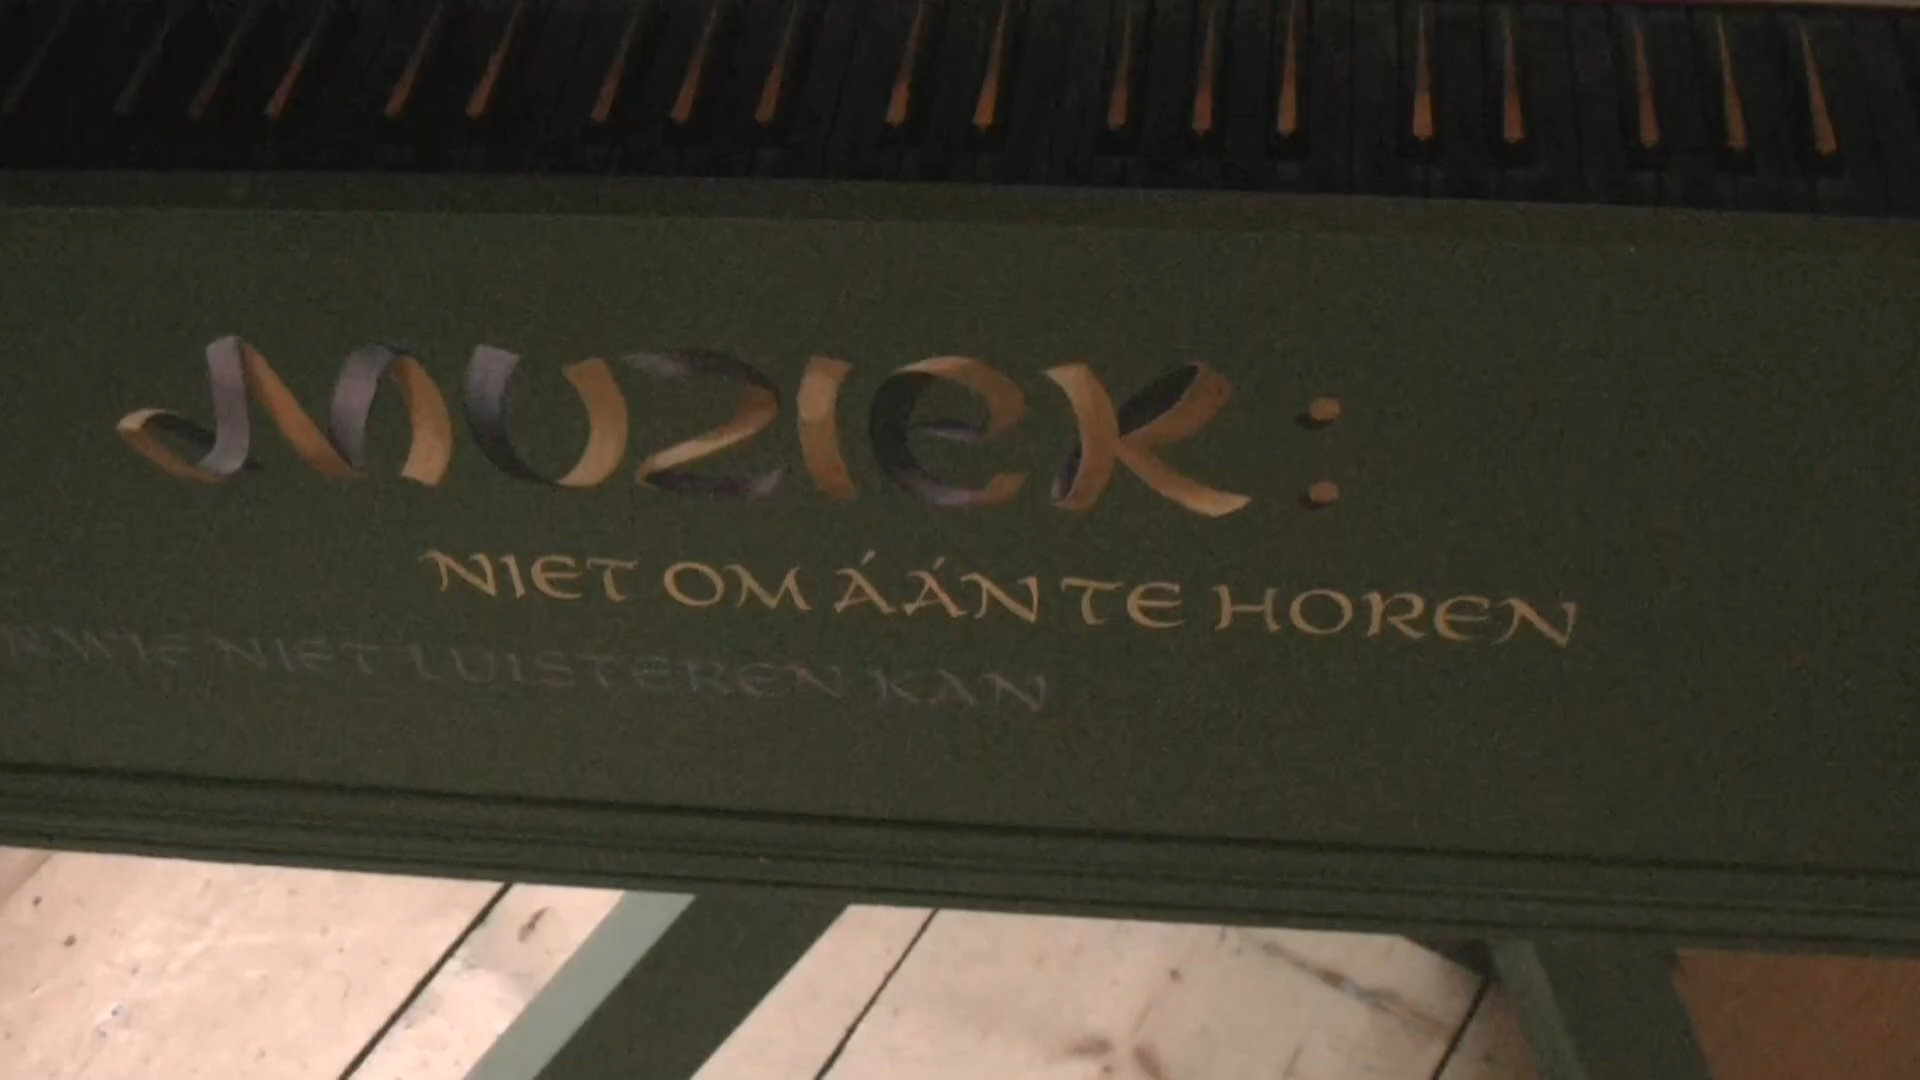 MUZIEK:
NIET OM ÁÁN TE HOREN
WIE NIET LUISTEREN KAN